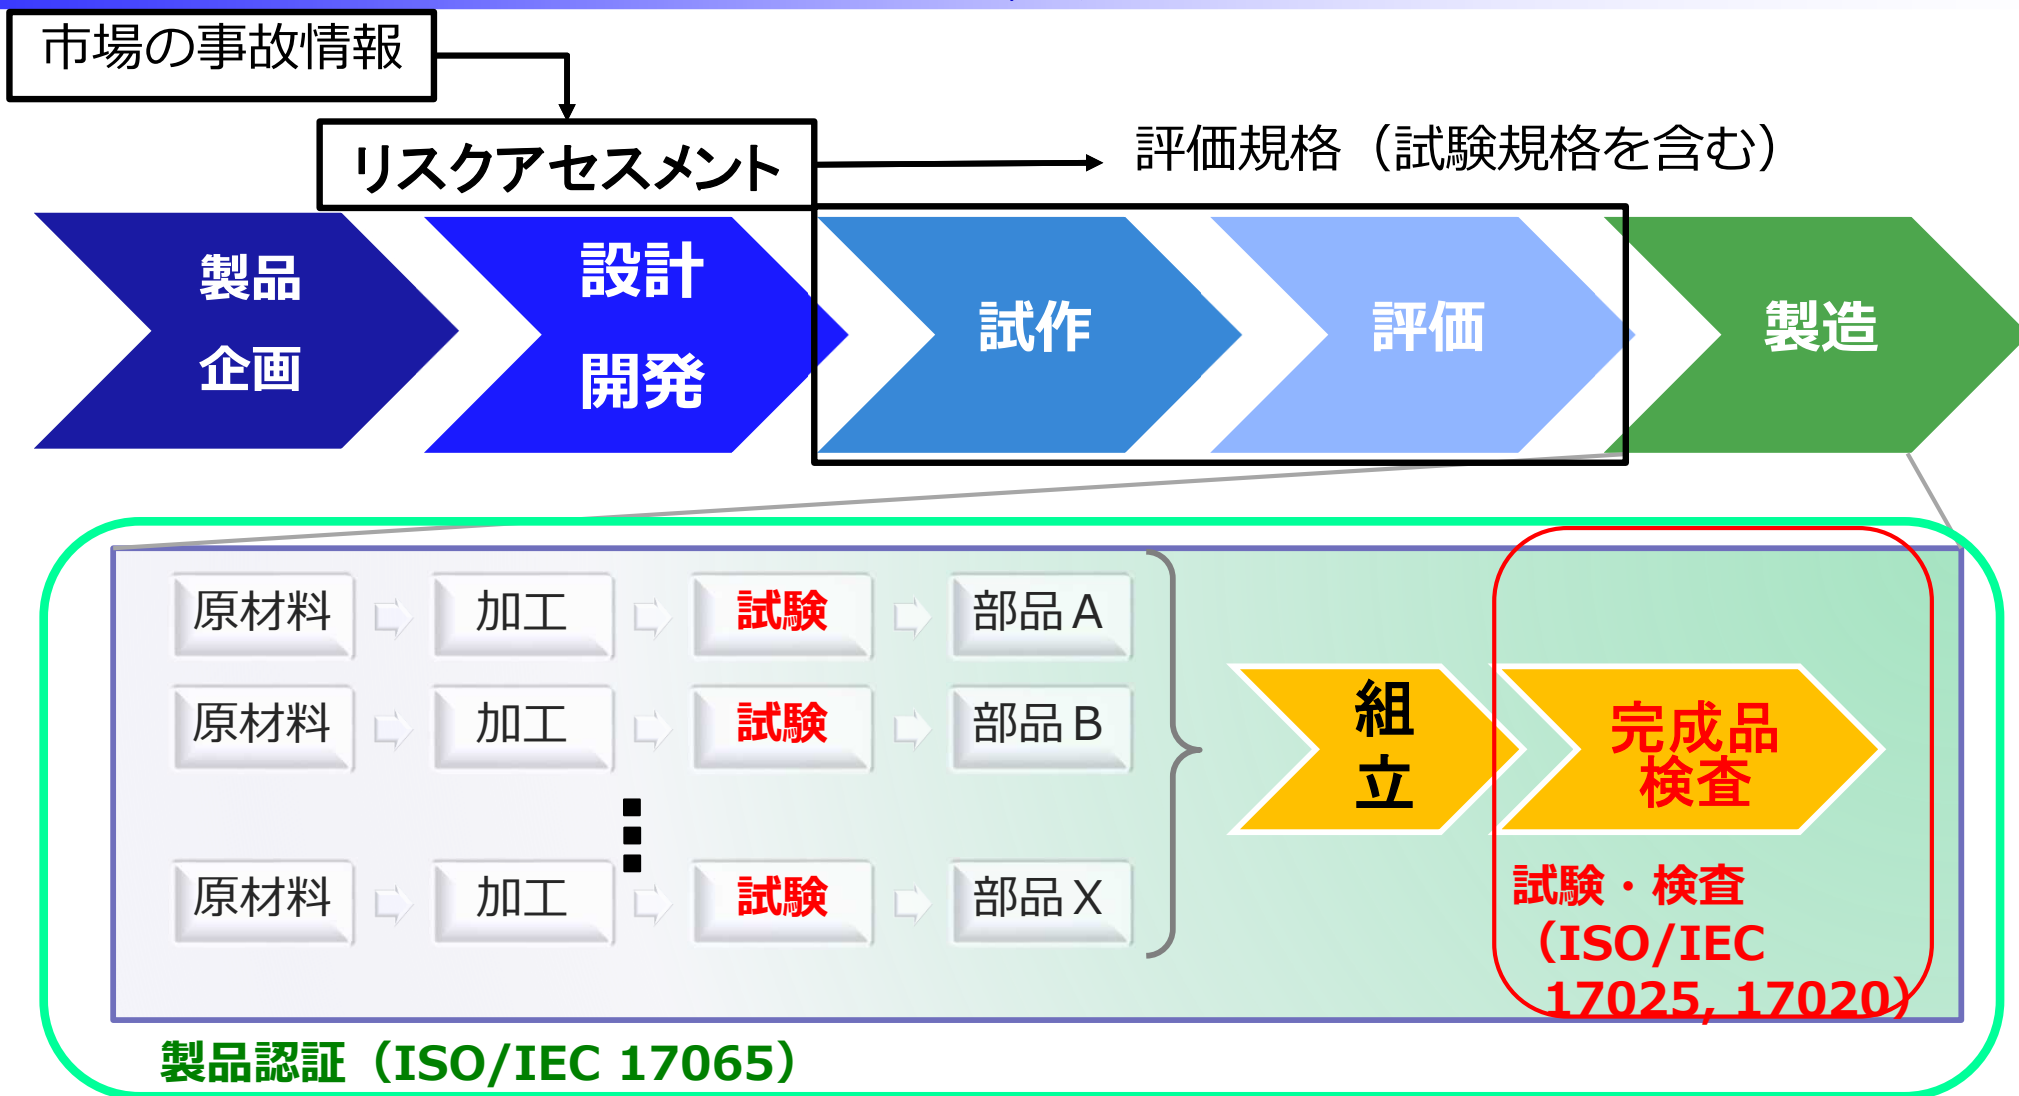 市場の事故情報
リスクアセスメント
評価規格（試験規格を含む）
製品
企画
設計
開発
試作
評価
製造
原材料
加工
試験
部品A
原材料
加工
試験
部品B
原材料
加工
試験
部品X
組
立
完成品
検査
試験・検査
（ISO/IEC
17025, 17020）
製品認証（ISO/IEC 17065）